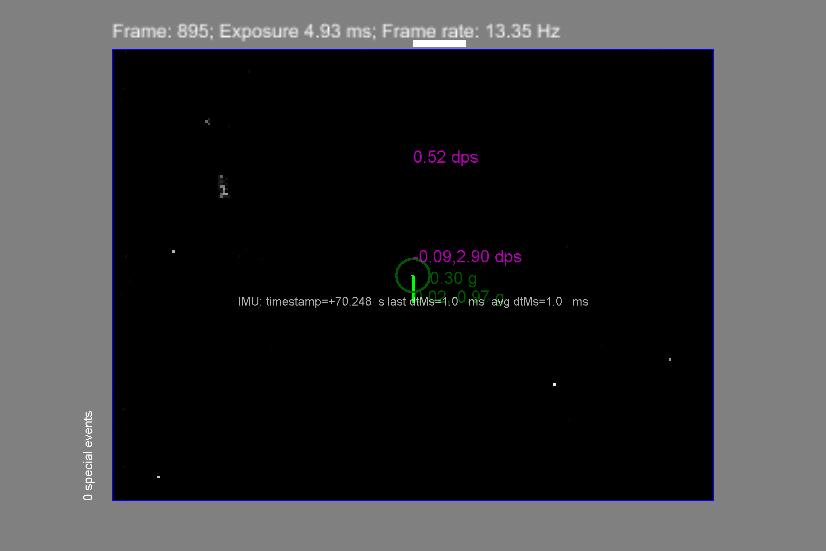 Frame: 895; Exposure 4.93 ms; Frame rate: 13.35 Hz
0.52 dps
-0.09,2.90 dps
0.30 g
0.97 g
IMU: timestamp=+70.248 s last dtMs=1.0 ms avg dtMs=1.0 ms
0 special events